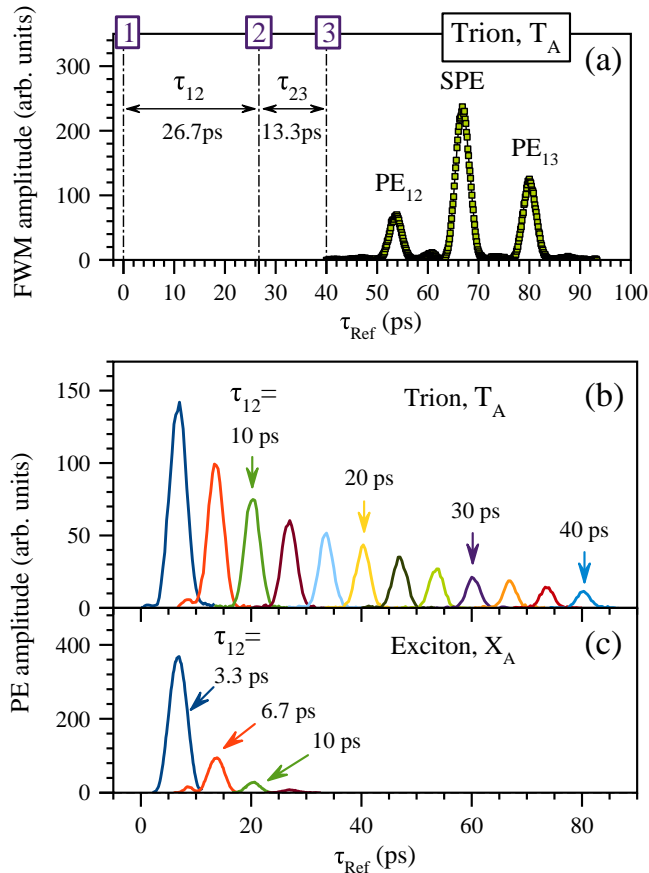 1 2 3 Trion, T_A (a)
350
300
200
100
0
FWM amplitude (arb. units)
τ12 τ23
26.7ps 13.3ps
PE12 SPE PE13
0 10 20 30 40 50 60 70 80 90 100
τRef (ps)
150
100
50
0
PE amplitude (arb. units)
τ12= Trion, TA (b)
10 ps
20 ps
30 ps
40 ps
400
200
0
τ12= Exciton, XA (c)
3.3 ps
6.7 ps
10 ps
0 20 40 60 80
τRef (ps)